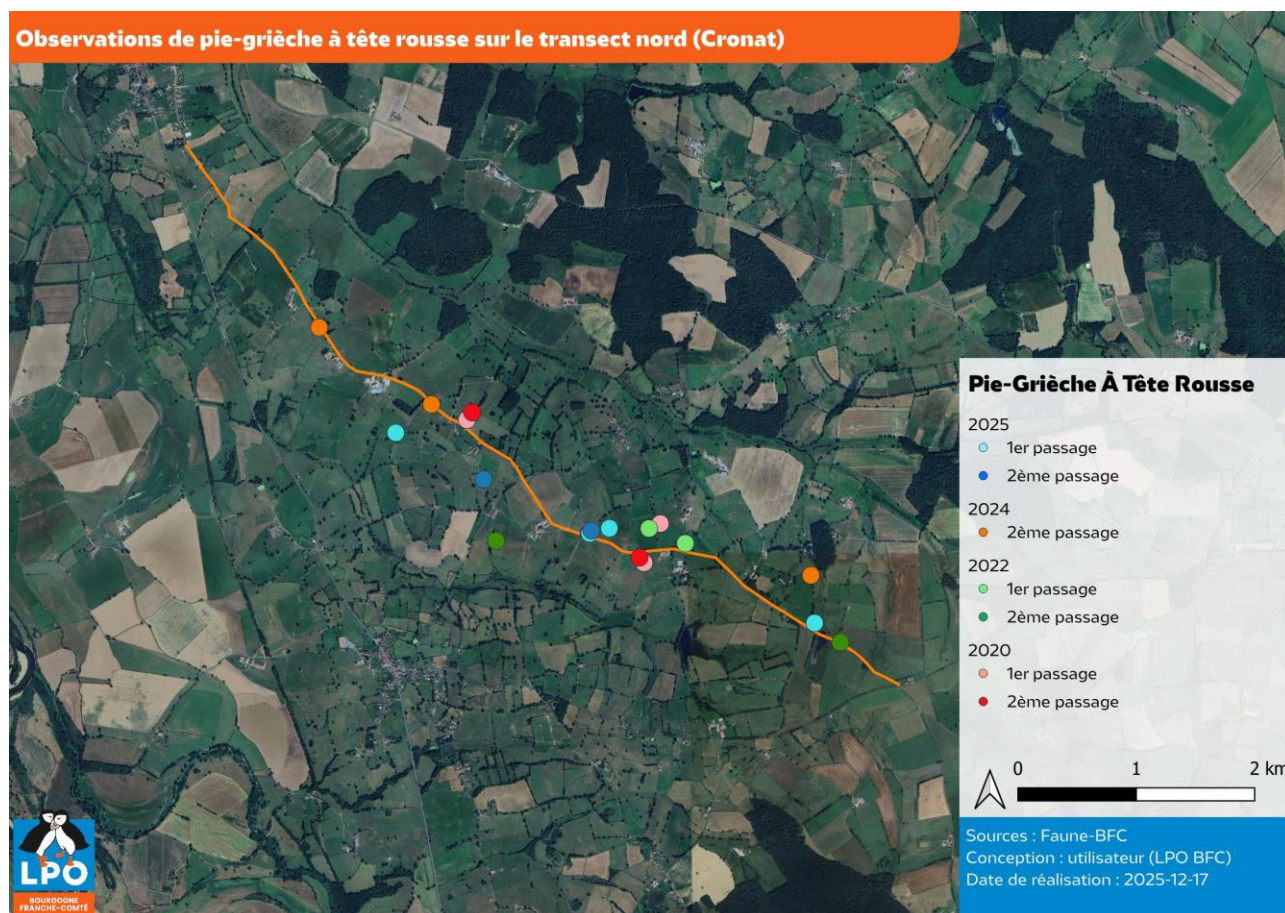 Observations de pie-grièche à tête rousse sur le transect nord (Cronat)
Pie-Grièche À Tête Rousse
2025
1er passage
2ème passage
2024
2ème passage
2022
1er passage
2ème passage
2020
1er passage
2ème passage
0 1 2 km
Sources : Faune-BFC
Conception : utilisateur (LPO BFC)
Date de réalisation : 2025-12-17
LPO
BOURGOGNE
FRANCHE-COMTÉ